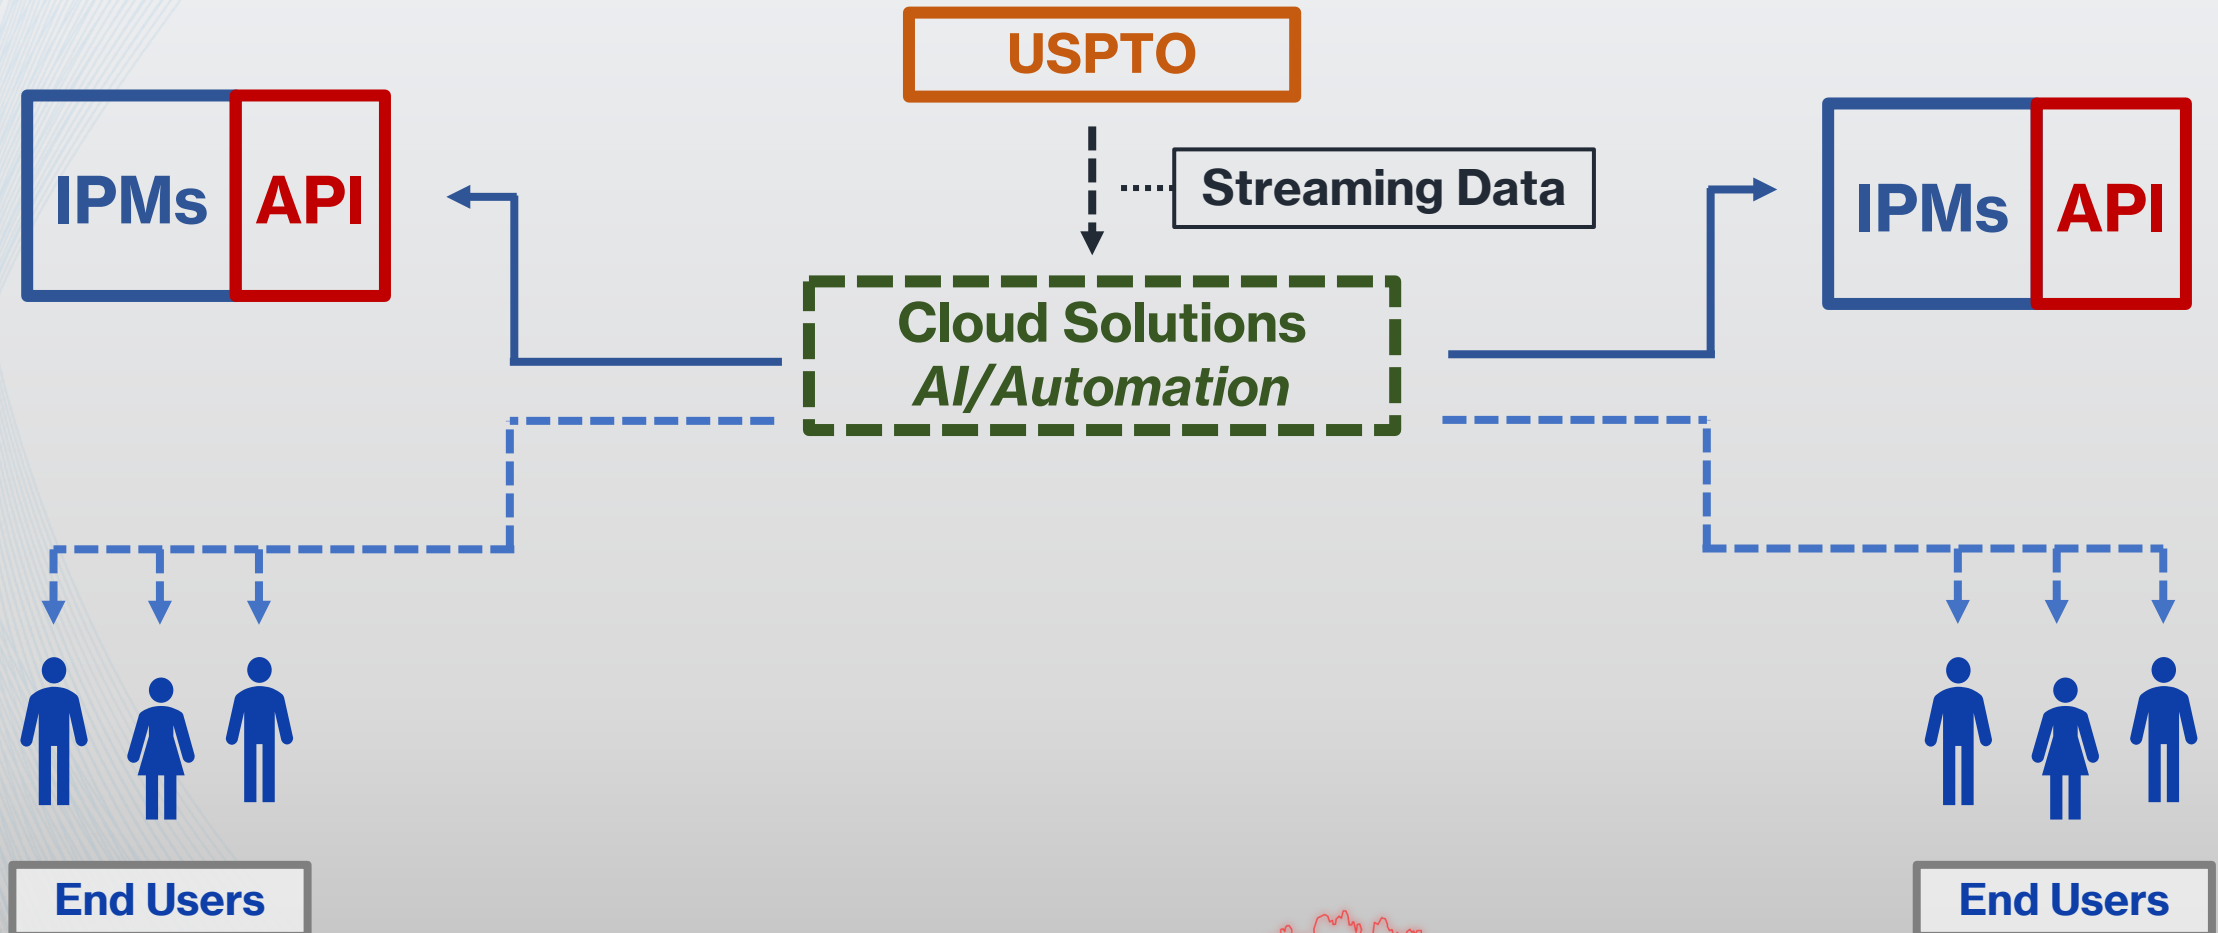 USPTO
IPMs API
Streaming Data
IPMs API
Cloud Solutions
AI/Automation
End Users
End Users